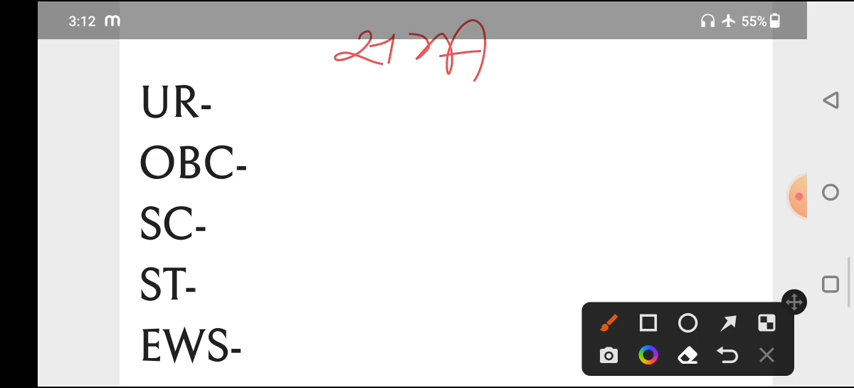 3:12 m 55%
UR-
OBC-
SC-
ST-
EWS-